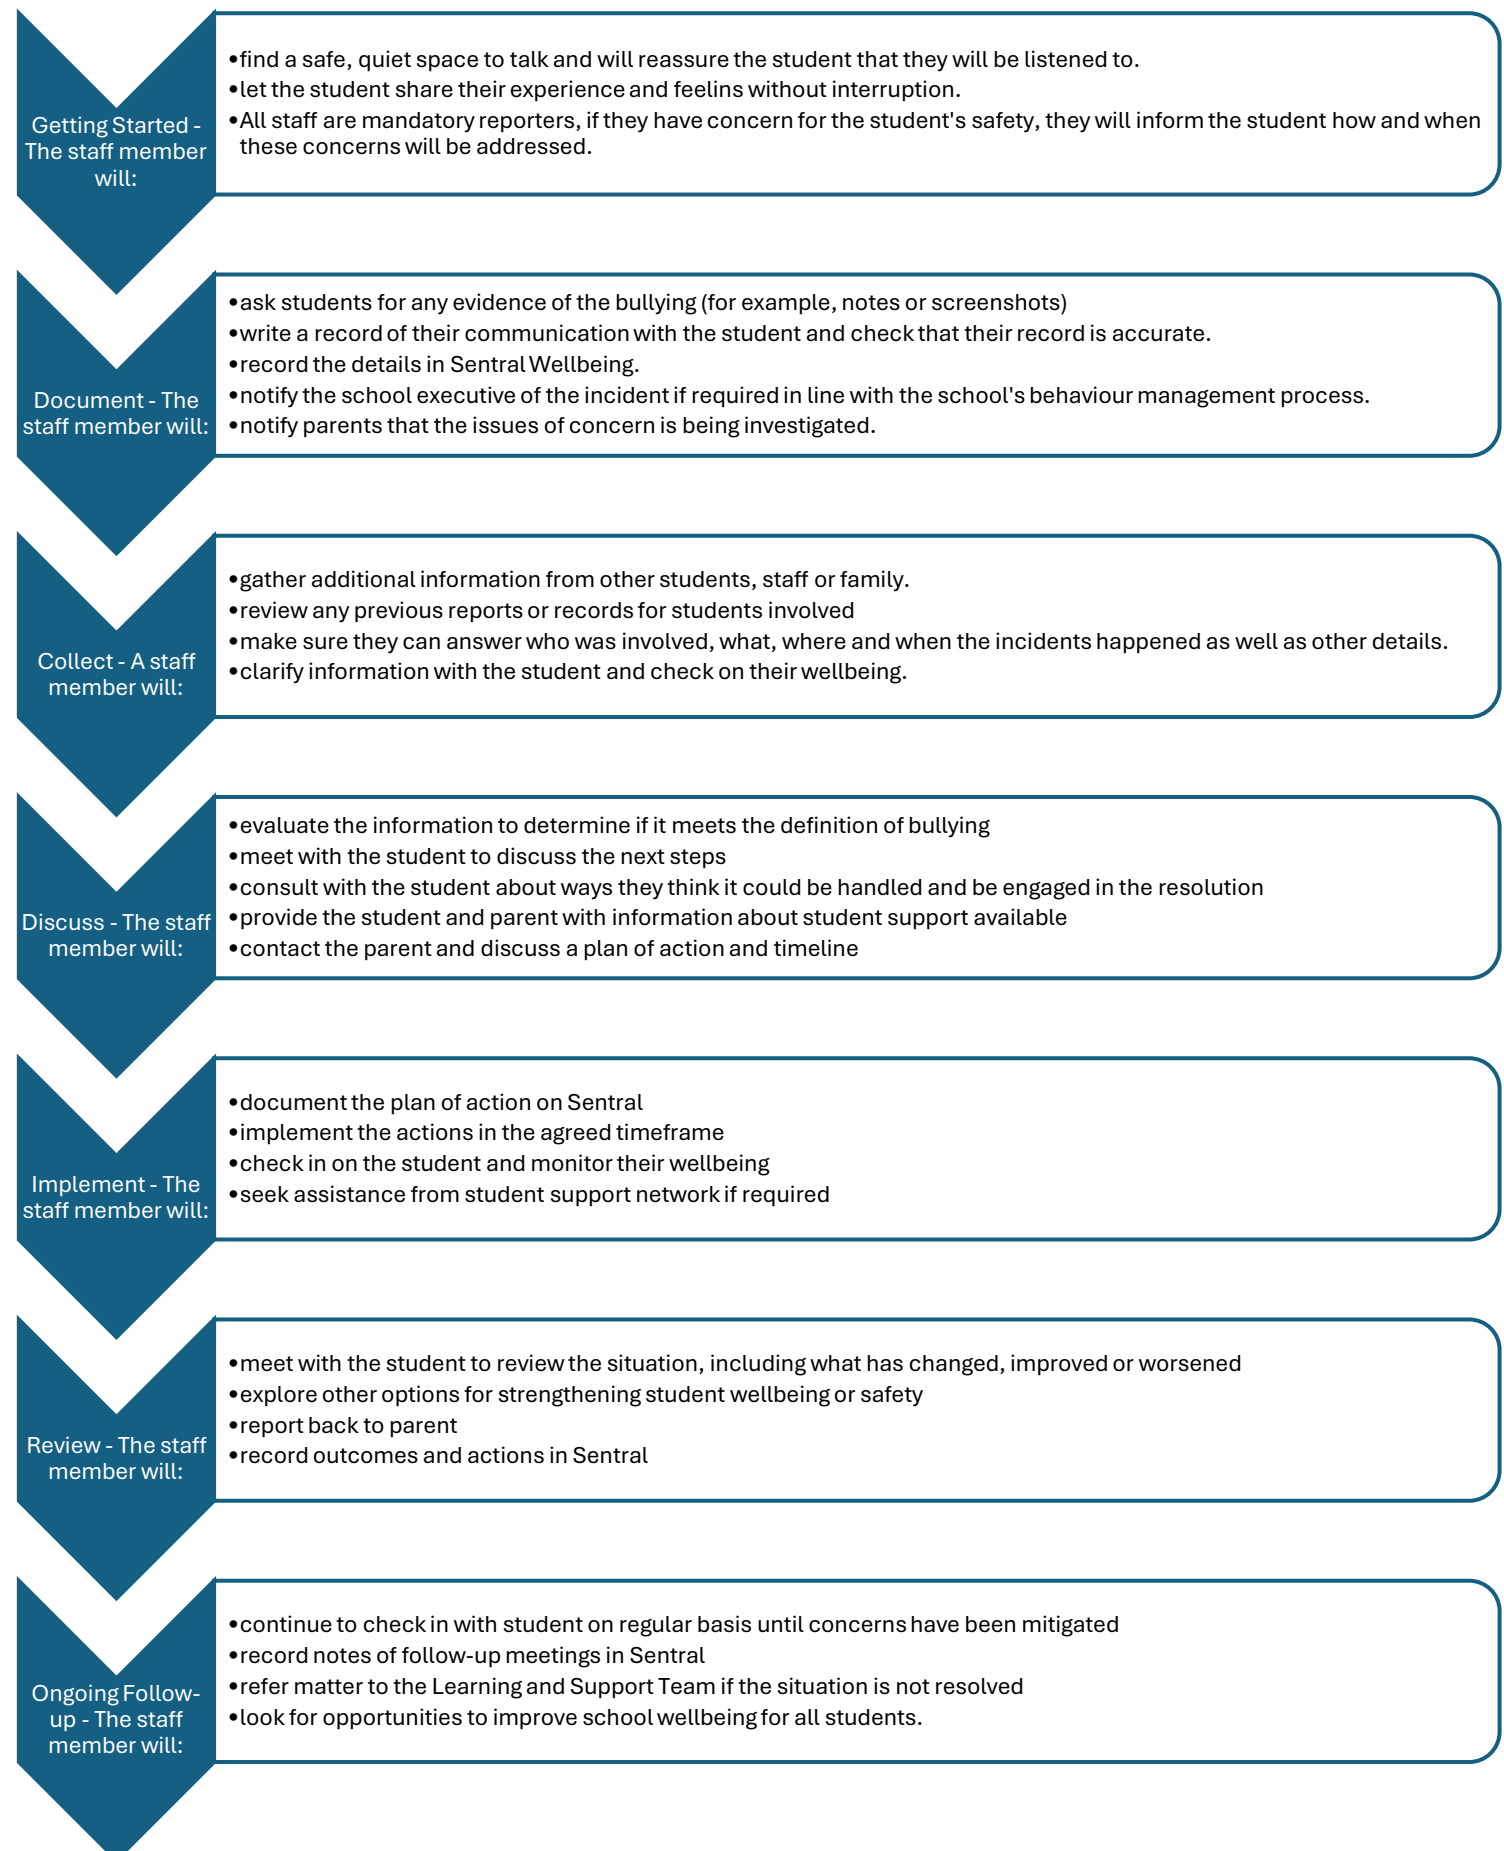 Getting Started -
The staff member
will:
•find a safe, quiet space to talk and will reassure the student that they will be listened to.
•let the student share their experience and feelins without interruption.
•All staff are mandatory reporters, if they have concern for the student's safety, they will inform the student how and when
these concerns will be addressed.
Document - The
staff member will:
•ask students for any evidence of the bullying (for example, notes or screenshots)
•write a record of their communication with the student and check that their record is accurate.
•record the details in Sentral Wellbeing.
•notify the school executive of the incident if required in line with the school's behaviour management process.
•notify parents that the issues of concern is being investigated.
Collect - A staff
member will:
•gather additional information from other students, staff or family.
•review any previous reports or records for students involved
•make sure they can answer who was involved, what, where and when the incidents happened as well as other details.
•clarify information with the student and check on their wellbeing.
Discuss - The staff
member will:
•evaluate the information to determine if it meets the definition of bullying
•meet with the student to discuss the next steps
•consult with the student about ways they think it could be handled and be engaged in the resolution
•provide the student and parent with information about student support available
•contact the parent and discuss a plan of action and timeline
Implement - The
staff member will:
•document the plan of action on Sentral
•implement the actions in the agreed timeframe
•check in on the student and monitor their wellbeing
•seek assistance from student support network if required
Review - The staff
member will:
•meet with the student to review the situation, including what has changed, improved or worsened
•explore other options for strengthening student wellbeing or safety
•report back to parent
•record outcomes and actions in Sentral
Ongoing Follow-
up - The staff
member will:
•continue to check in with student on regular basis until concerns have been mitigated
•record notes of follow-up meetings in Sentral
•refer matter to the Learning and Support Team if the situation is not resolved
•look for opportunities to improve school wellbeing for all students.